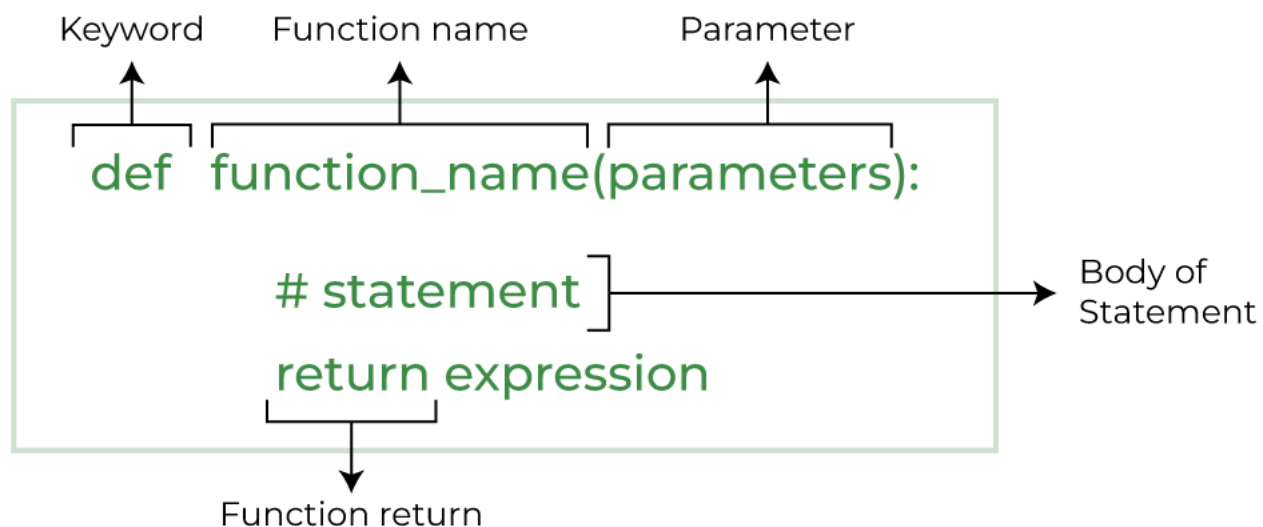 Keyword Function name Parameter
def function_name(parameters):
# statement
Body of
Statement
return expression
Function return